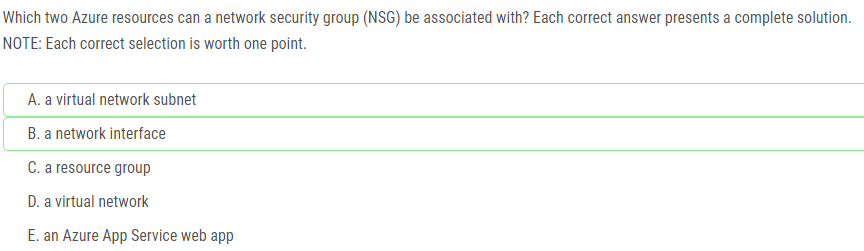 Which two Azure resources can a network security group (NSG) be associated with? Each correct answer presents a complete solution.
NOTE: Each correct selection is worth one point.
A. a virtual network subnet
B. a network interface
C. a resource group
D. a virtual network
E. an Azure App Service web app